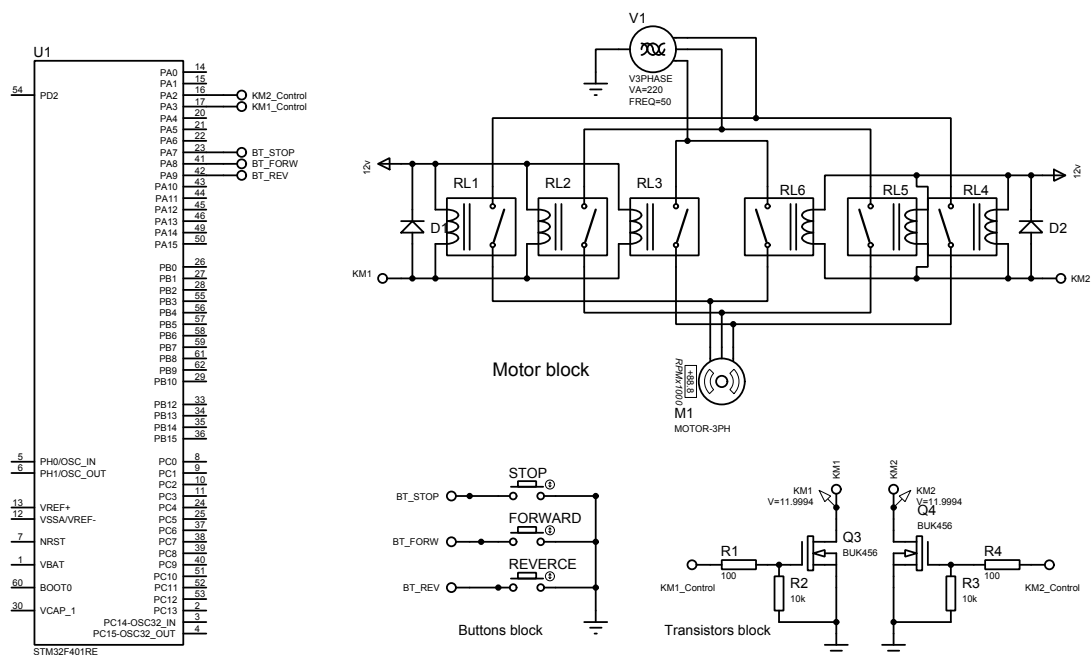 U1
54 PD2
PA0 14
PA1 15
PA2 16 KM2_Control
PA3 17 KM1_Control
PA4 20
PA5 21
PA6 22
PA7 23 BT_STOP
PA8 41 BT_FORW
PA9 42 BT_REV
PA10 43
PA11 44
PA12 45
PA13 46
PA14 49
PA15 50
PB0 26
PB1 27
PB2 28
PB3 55
PB4 56
PB5 57
PB6 58
PB7 59
PB8 61
PB9 62
PB10 29
PB12 33
PB13 34
PB14 35
PB15 36
5 PH0/OSC_IN PC0 8
6 PH1/OSC_OUT PC1 9
PC2 10
PC3 11
13 VREF+ PC4 24
12 VSSA/VREF- PC5 25
PC6 37
7 NRST PC7 38
PC8 39
1 VBAT PC9 40
PC10 51
60 BOOT0 PC11 52
PC12 53
30 VCAP_1 PC13 2
PC14-OSC32_IN 3
PC15-OSC32_OUT 4
STM32F401RE
V1
V3PHASE
VA=220
FREQ=50
12v
12v
RL1
RL2
RL3
RL6
RL5
RL4
D1
D2
KM1
KM2
Motor block
+88.8
RPMx1000
M1
MOTOR-3PH
STOP
BT_STOP
FORWARD
BT_FORW
REVERCE
BT_REV
Buttons block
KM1
KM2
KM1
V=11.9994
KM2
V=11.9994
Q3
BUK456
Q4
BUK456
R1
100
R2
10k
R4
100
R3
10k
KM1_Control
KM2_Control
Transistors block